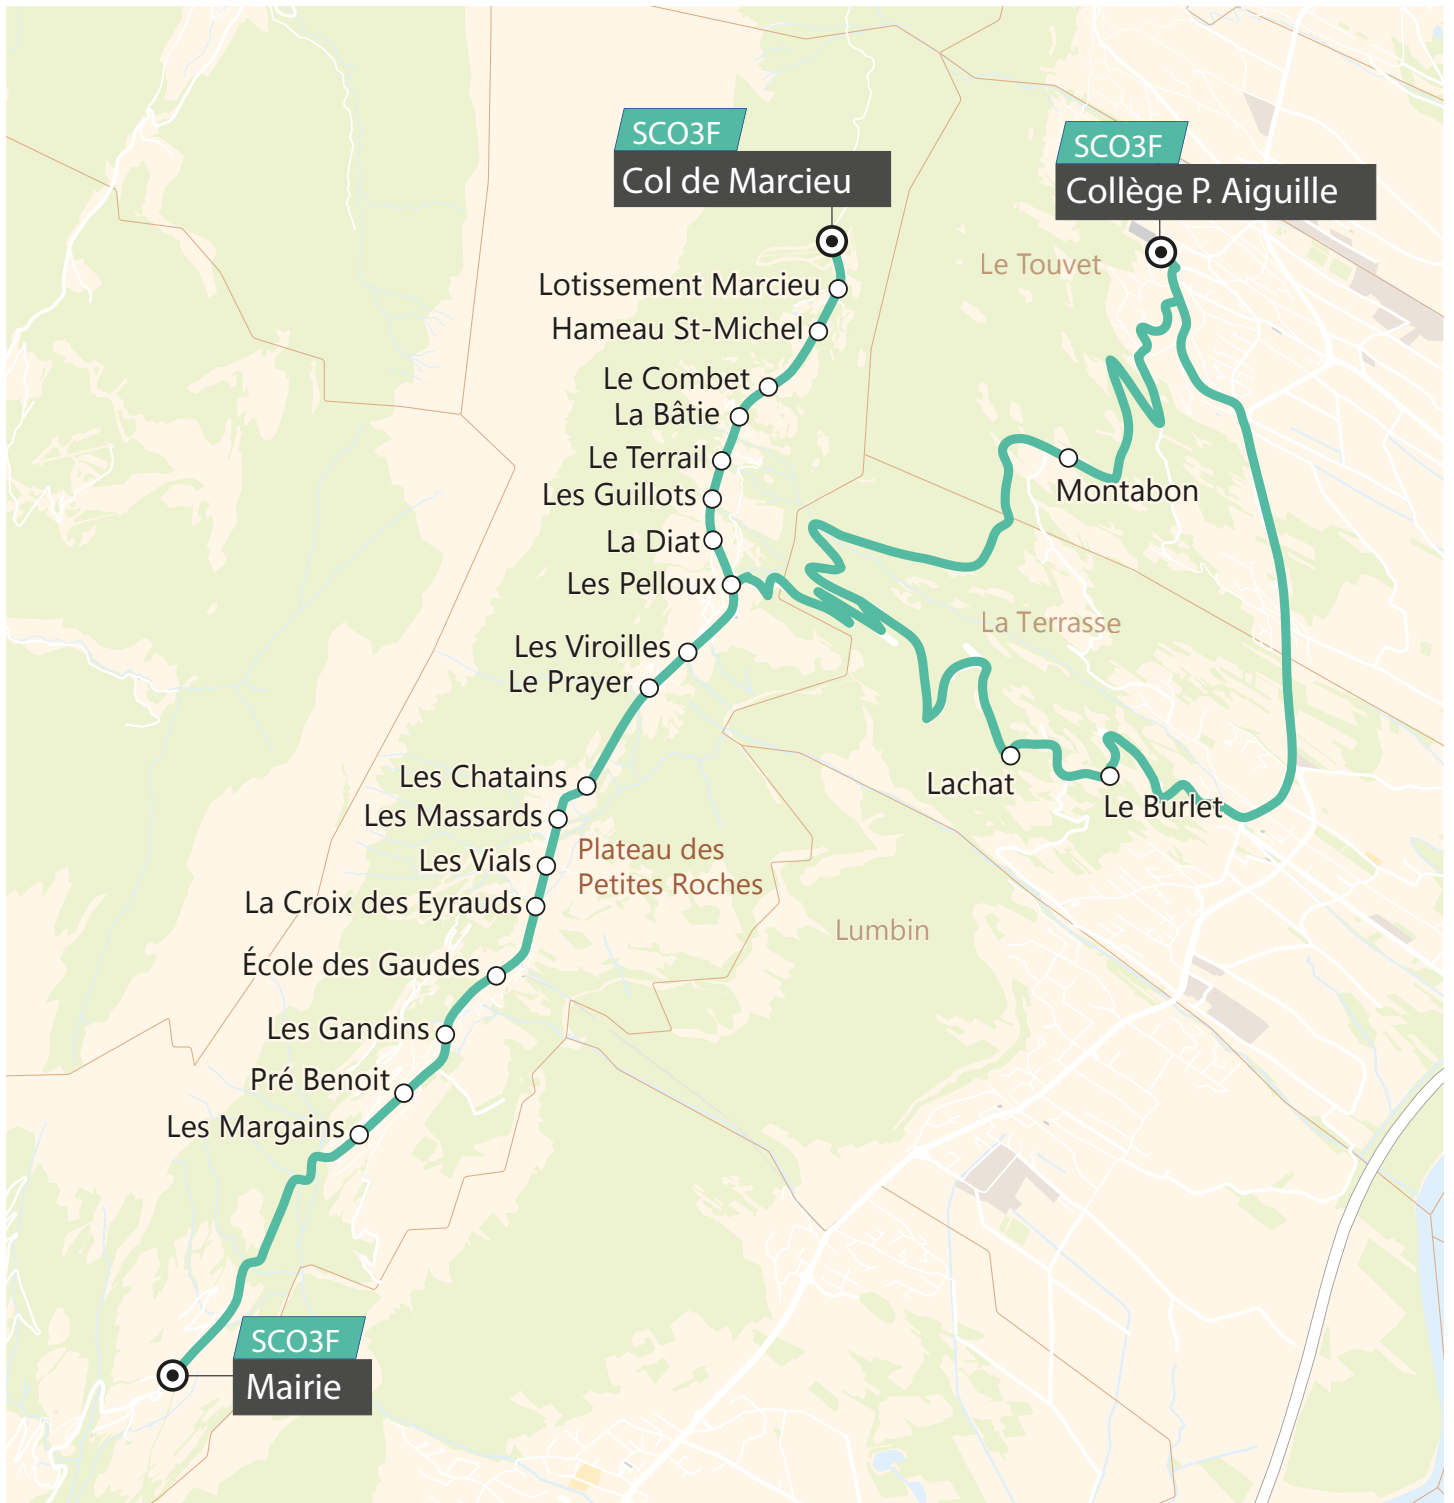 SCO3F
Col de Marcieu
SCO3F
Collège P. Aiguille
Le Touvet
Lotissement Marcieu
Hameau St-Michel
Le Combet
La Bâtie
Le Terrail
Les Guillots
Montabon
La Diat
Les Pelloux
La Terrasse
Les Viroilles
Le Prayer
Les Chatains
Lachat
Le Burlet
Les Massards
Les Vials
Plateau des
Petites Roches
La Croix des Eyrauds
Lumbin
École des Gaudes
Les Gandins
Pré Benoit
Les Margains
SCO3F
Mairie